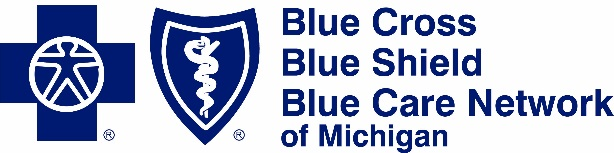 Blue Cross
Blue Shield
Blue Care Network
of Michigan
® ®